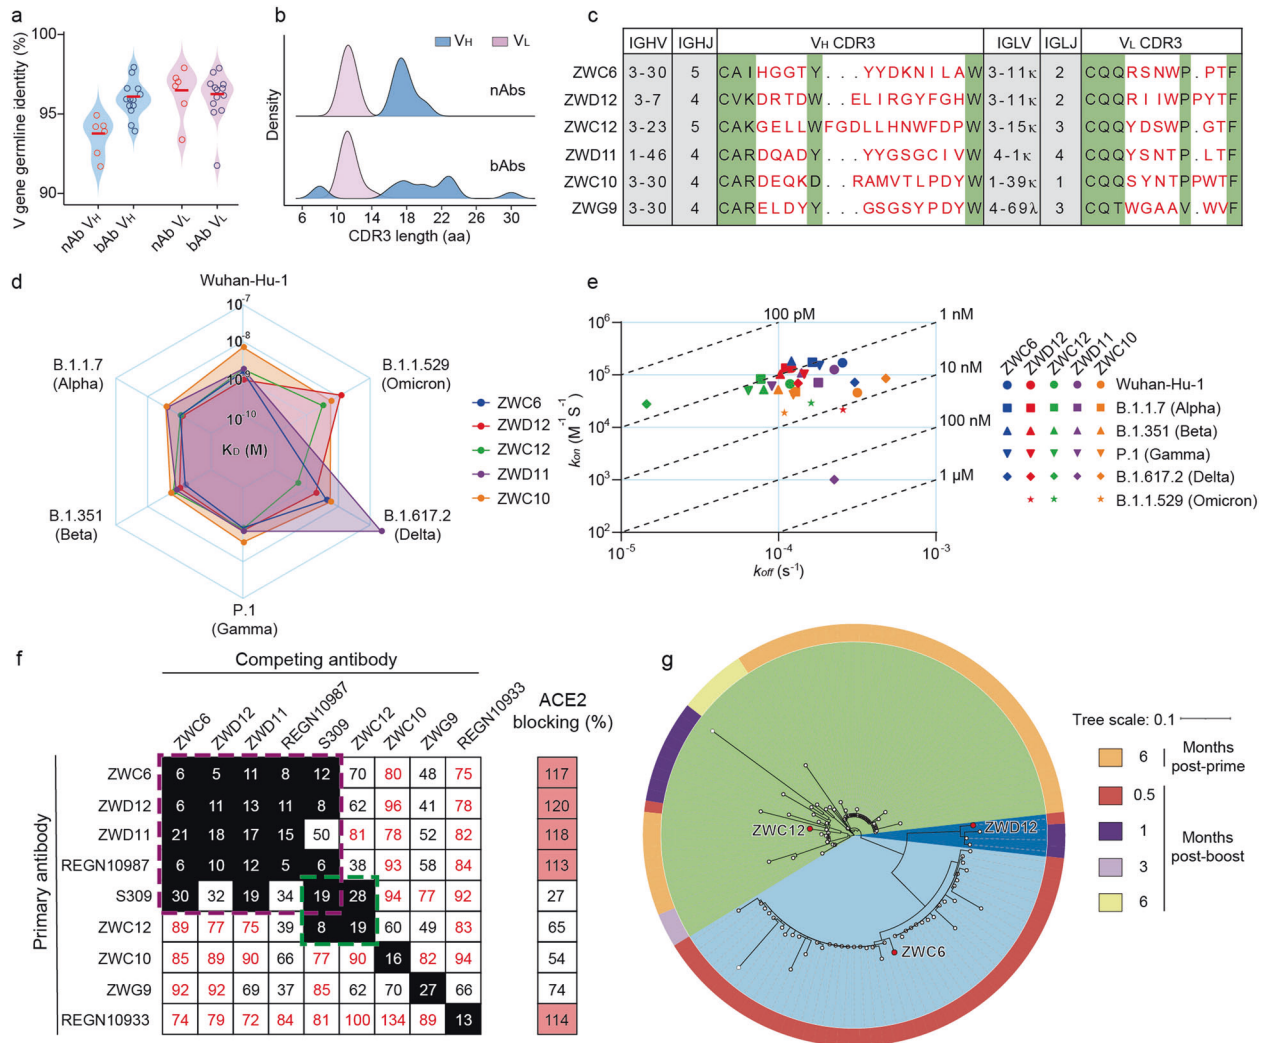 a
V gene germline identity (%)
100
95
90
nAb VH
bAb VH
nAb VL
bAb VL
b
VH
VL
Density
nAbs
bAbs
6 10 14 18 22 26 30
CDR3 length (aa)
c
IGHV IGHJ VH CDR3 IGLV IGLJ VL CDR3
ZWC6 3-30 5 CAIHGGTY...YYDKNILAW 3-11κ 2 CQQRSNWP.PTF
ZWD12 3-7 4 CVKDRTDW..ELIRGYFGHW 3-11κ 2 CQQRIIWPPYTF
ZWC12 3-23 5 CAKGELLWFGDLLHNWFDPW 3-15κ 3 CQQYDSWP.GTF
ZWD11 1-46 4 CARDQADY...YYGSGCIVW 4-1κ 4 CQQYSNTP.LTF
ZWC10 3-30 4 CARDEQKD...RAMVTLPDYW 1-39κ 1 CQQSYNTPPWTF
ZWG9 3-30 4 CARELDYY...GSGSYPDYW 4-69λ 3 CQTWGAAV.WVF
d
Wuhan-Hu-1
10-7
10-8
10-9
10-10
KD (M)
B.1.1.7
(Alpha)
B.1.1.529
(Omicron)
B.1.351
(Beta)
B.1.617.2
(Delta)
P.1
(Gamma)
ZWC6
ZWD12
ZWC12
ZWD11
ZWC10
e
kon (M-1S-1)
10^6
10^5
10^4
10^3
10^2
10-5 10-4 10-3
koff (s-1)
100 pM
1 nM
10 nM
100 nM
1 μM
ZWC6
ZWD12
ZWC12
ZWD11
ZWC10
Wuhan-Hu-1
B.1.1.7 (Alpha)
B.1.351 (Beta)
P.1 (Gamma)
B.1.617.2 (Delta)
B.1.1.529 (Omicron)
f
Competing antibody
Primary antibody
ZWC6 ZWD12 ZWD11 REGN10987 S309 ZWC12 ZWC10 ZWG9 REGN10933
ACE2
blocking (%)
ZWC6 6 5 11 8 12 70 80 48 75 117
ZWD12 6 11 13 11 8 62 96 41 78 120
ZWD11 21 18 17 15 50 81 78 52 82 118
REGN10987 6 10 12 5 6 38 93 58 84 113
S309 30 32 19 34 19 28 94 77 92 27
ZWC12 89 77 75 39 8 19 60 49 83 65
ZWC10 85 89 90 66 77 90 16 82 94 54
ZWG9 92 92 69 37 85 62 70 27 66 74
REGN10933 74 79 72 84 81 100 134 89 13 114
g
ZWC12
ZWD12
ZWC6
Tree scale: 0.1
6
Months
post-prime
0.5
1
3
6
Months
post-boost